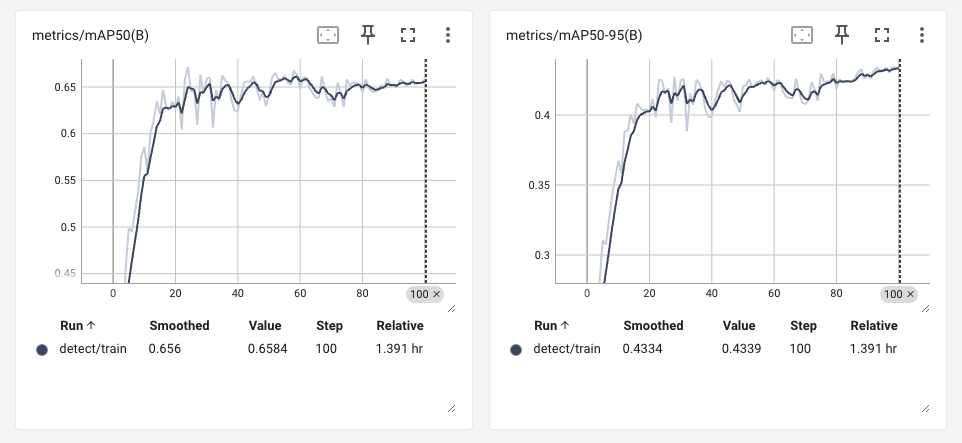 metrics/mAP50(B)
0.65
0.6
0.55
0.5
0.45
0 20 40 60 80 100 ×
Run ↑ Smoothed Value Step Relative
detect/train 0.656 0.6584 100 1.391 hr
metrics/mAP50-95(B)
0.4
0.35
0.3
0 20 40 60 80 100 ×
Run ↑ Smoothed Value Step Relative
detect/train 0.4334 0.4339 100 1.391 hr